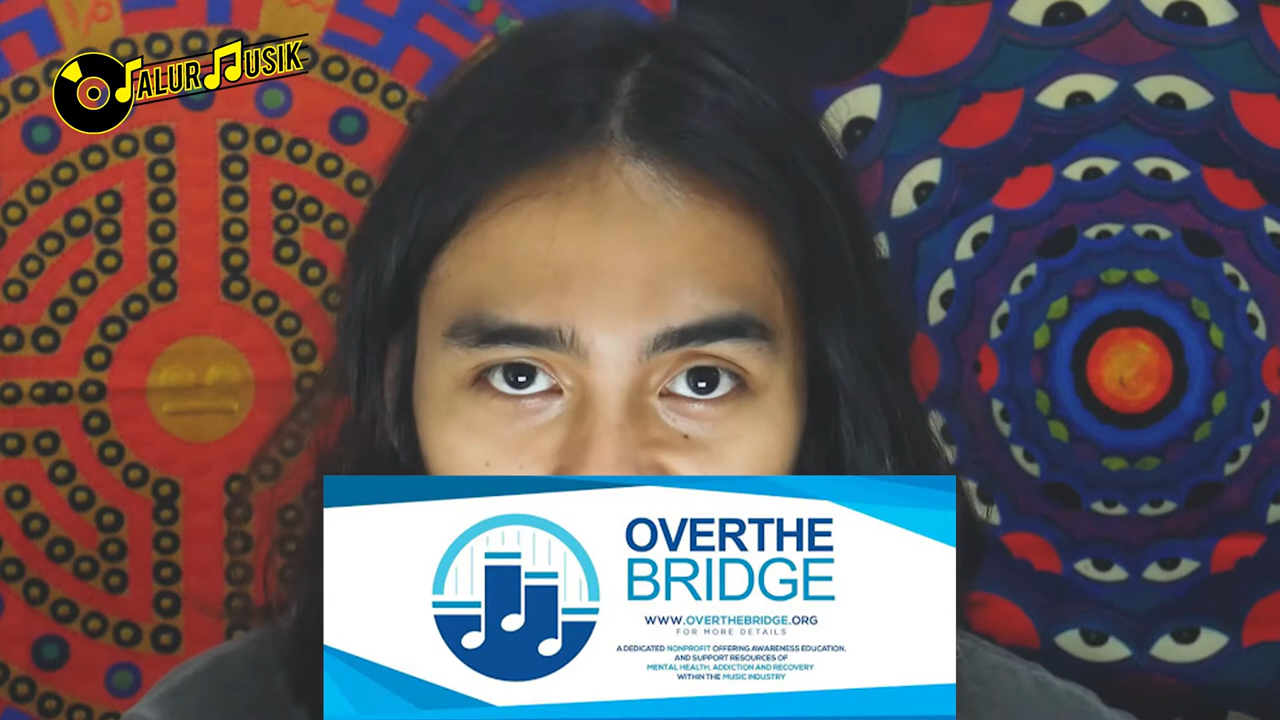 JALUR MUSIK
OVERTHE
BRIDGE
WWW.OVERTHEBRIDGE.ORG
FOR MORE DETAILS
A DEDICATED NONPROFIT OFFERING AWARENESS EDUCATION,
AND SUPPORT RESOURCES OF
MENTAL HEALTH, ADDICTION AND RECOVERY
WITHIN THE MUSIC INDUSTRY